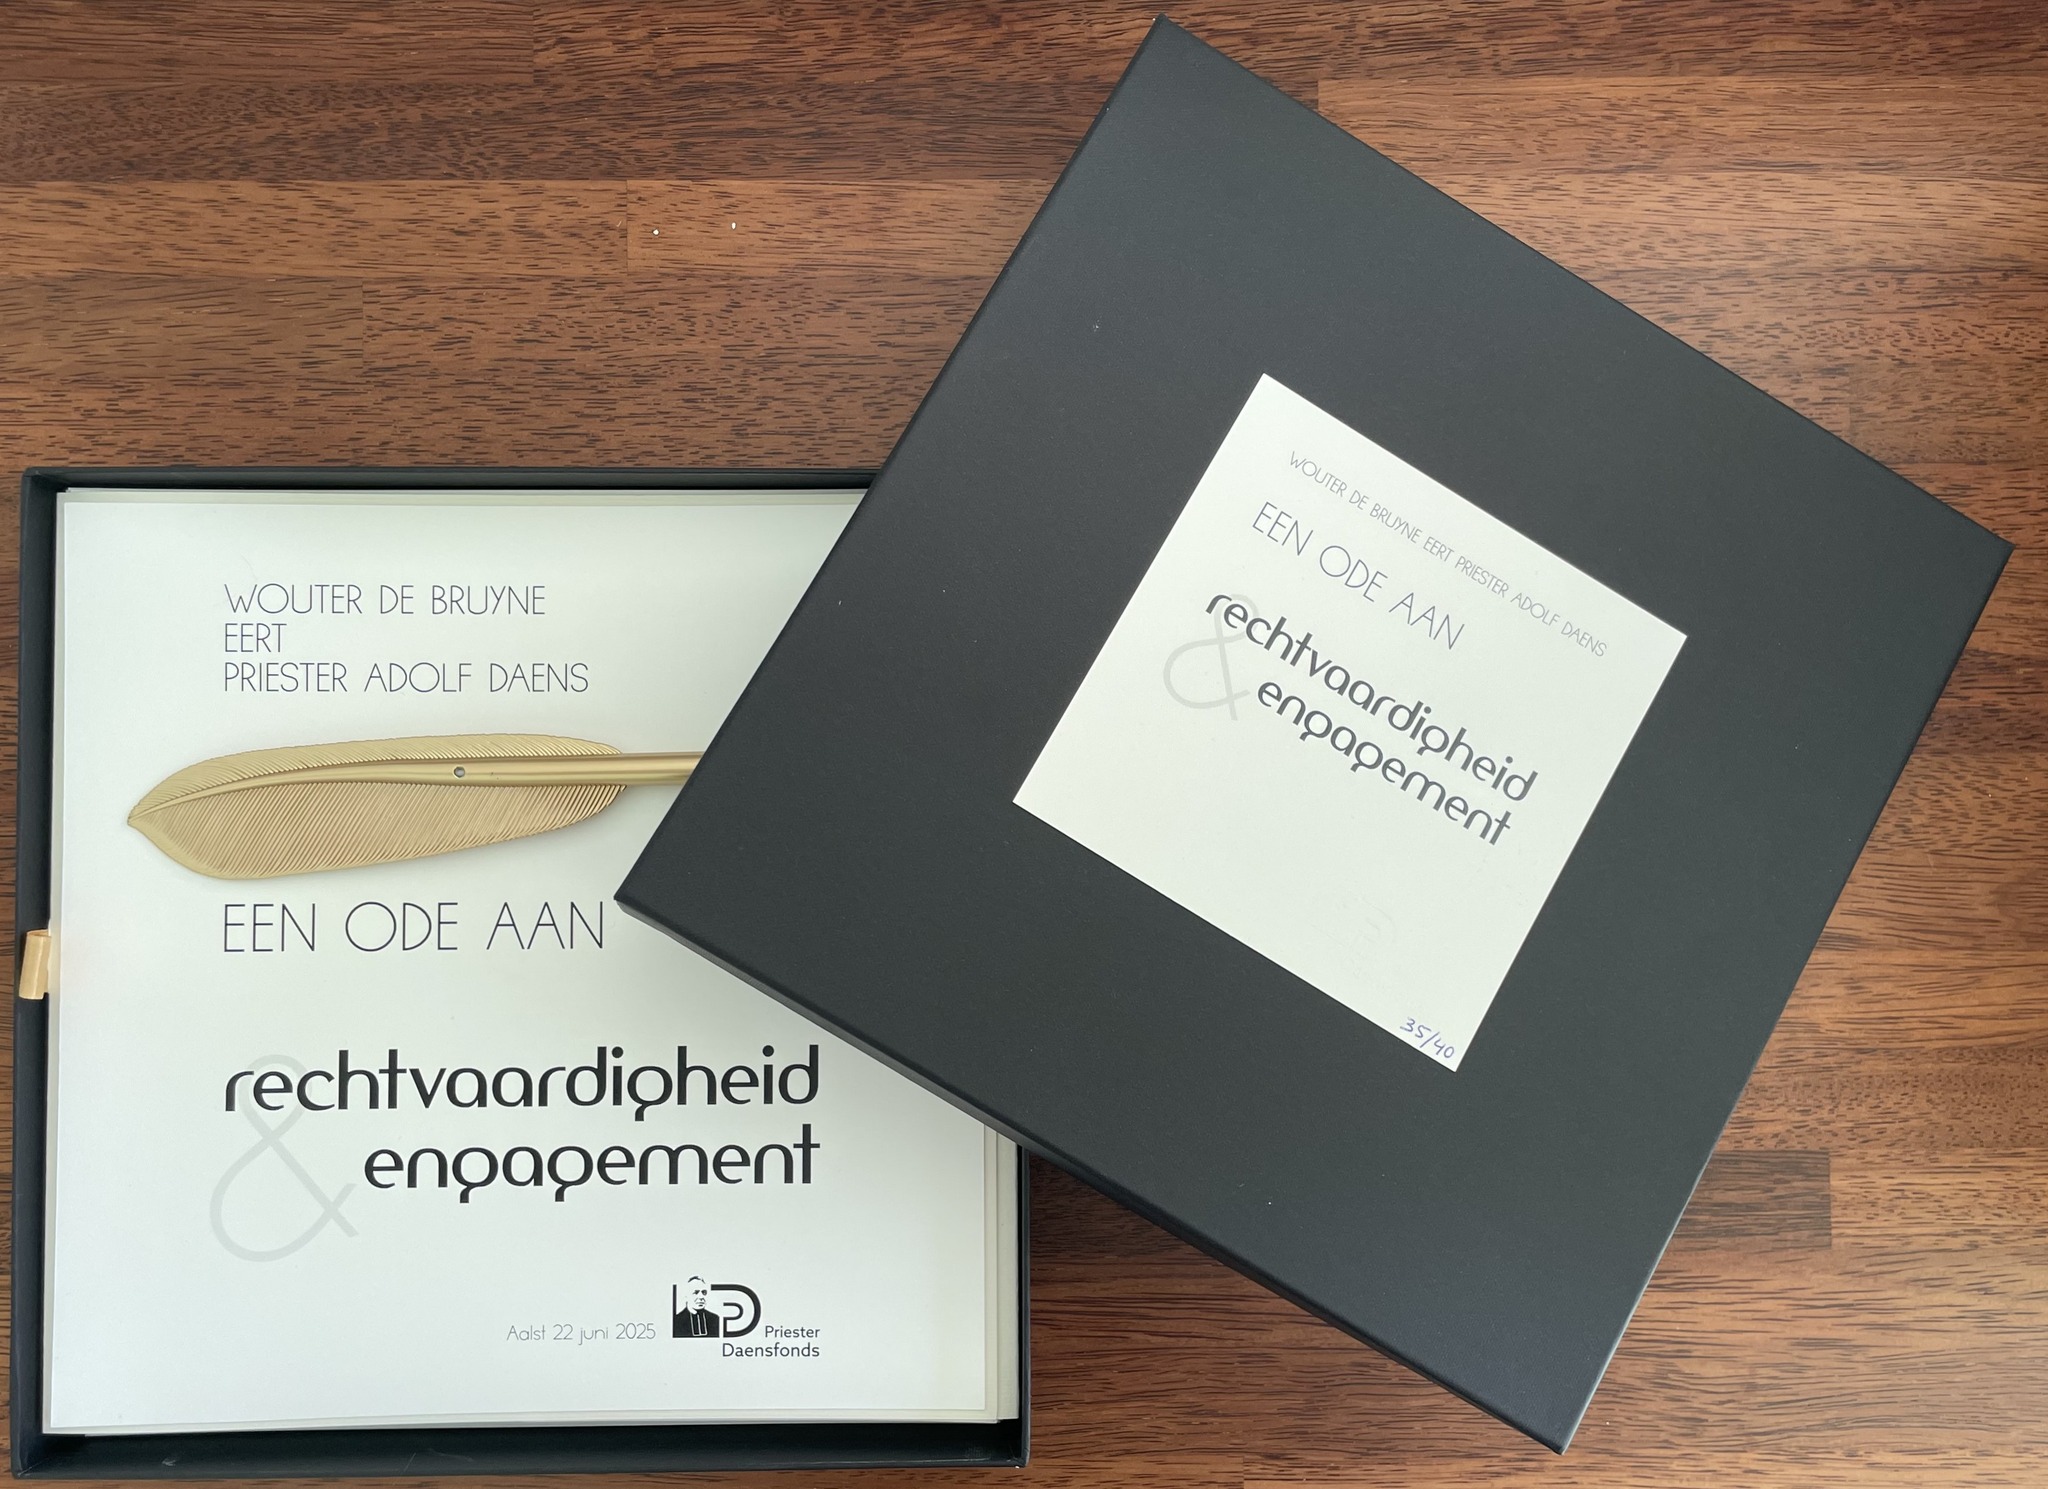 WOUTER DE BRUYNE
EERT
PRIESTER ADOLF DAENS
EEN ODE AAN
rechtvaardigheid
& engagement
Aalst 22 juni 2025
Priester
Daensfonds
WOUTER DE BRUYNE EERT PRIESTER ADOLF DAENS
EEN ODE AAN
rechtvaardigheid
& engagement
35/40